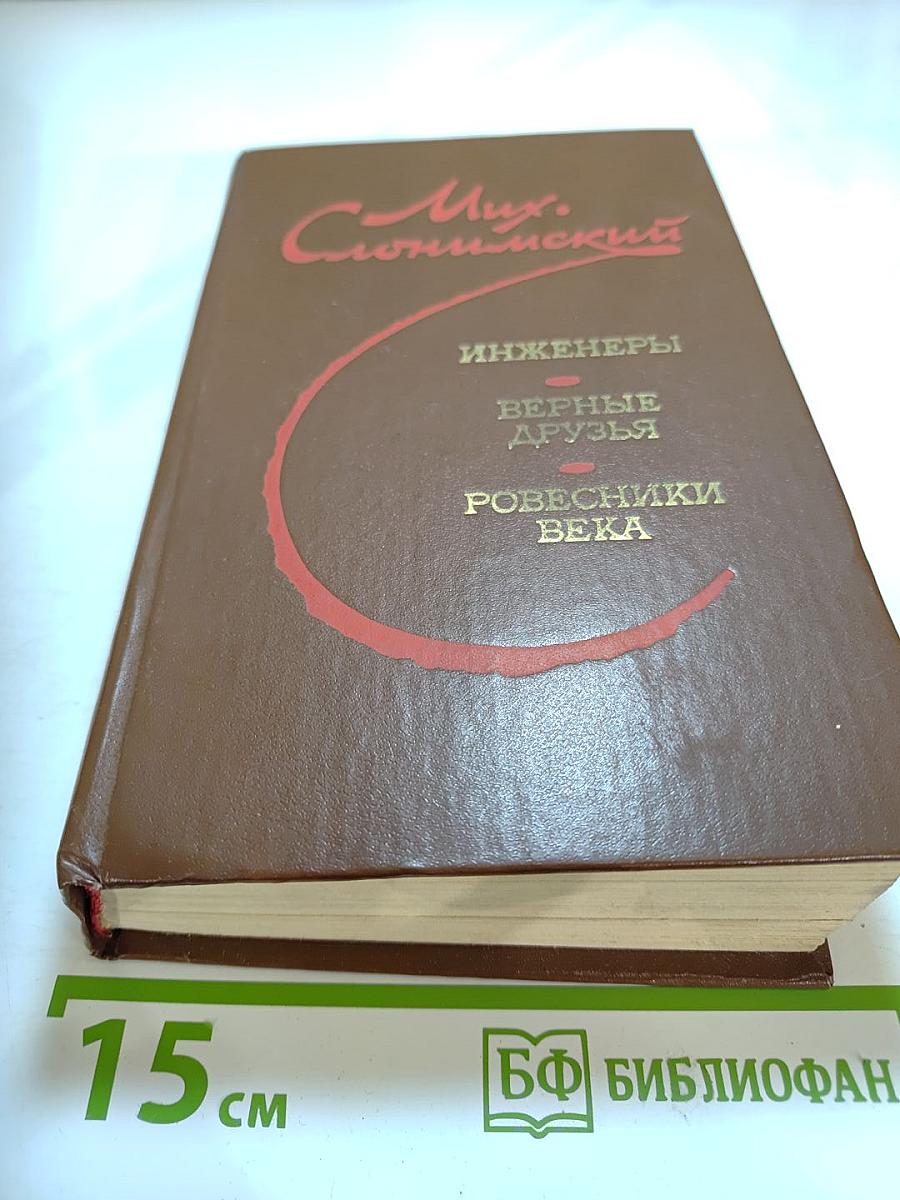 Мих.
Слонимский
ИНЖЕНЕРЫ
ВЕРНЫЕ
ДРУЗЬЯ
РОВЕСНИКИ
ВЕКА
15 см
БФ БИБЛИОФАН